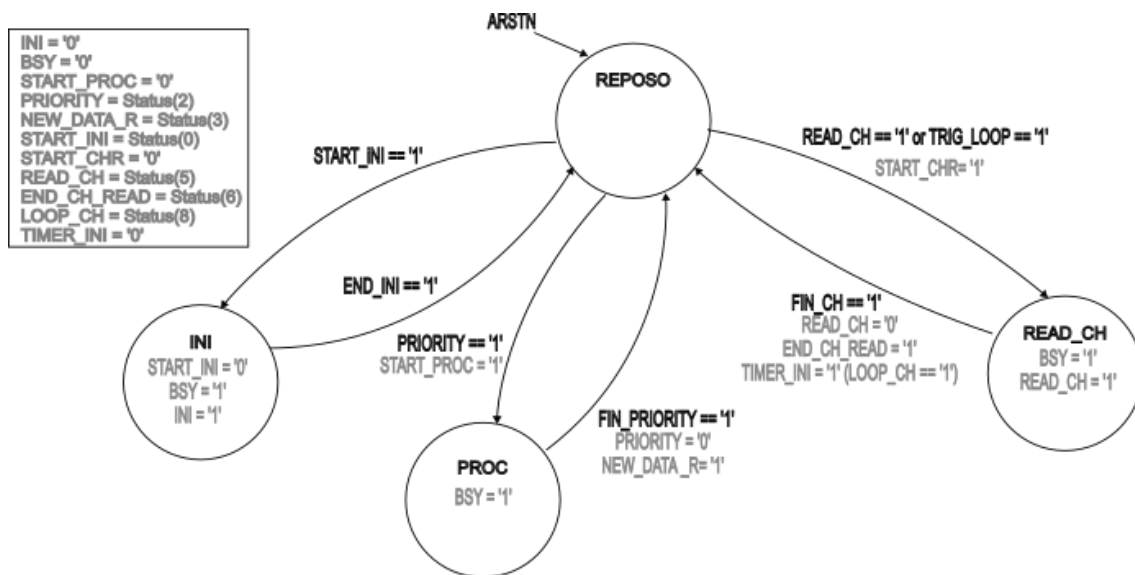 INI = '0'
BSY = '0'
START_PROC = '0'
PRIORITY = Status(2)
NEW_DATA_R = Status(3)
START_INI = Status(0)
START_CHR = '0'
READ_CH = Status(5)
END_CH_READ = Status(6)
LOOP_CH = Status(8)
TIMER_INI = '0'
ARSTN
REPOSO
START_INI == '1'
READ_CH == '1' or TRIG_LOOP == '1'
START_CHR= '1'
END_INI == '1'
PRIORITY == '1'
START_PROC = '1'
FIN_CH == '1'
READ_CH = '0'
END_CH_READ = '1'
TIMER_INI = '1' (LOOP_CH == '1')
INI
START_INI = '0'
BSY = '1'
INI = '1'
READ_CH
BSY = '1'
READ_CH = '1'
FIN_PRIORITY == '1'
PRIORITY = '0'
NEW_DATA_R= '1'
PROC
BSY = '1'